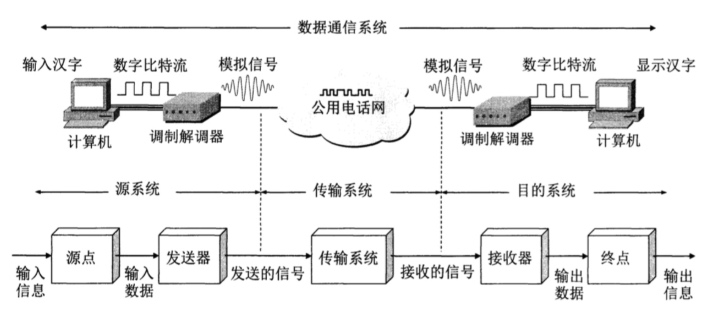 数据通信系统
输入汉字 数字比特流 模拟信号 模拟信号 数字比特流 显示汉字
公用电话网
计算机 调制解调器 调制解调器 计算机
源系统 传输系统 目的系统
源点 发送器 传输系统 接收器 终点
输入 输入 发送的信号 接收的信号 输出 输出
信息 数据 数据 信息